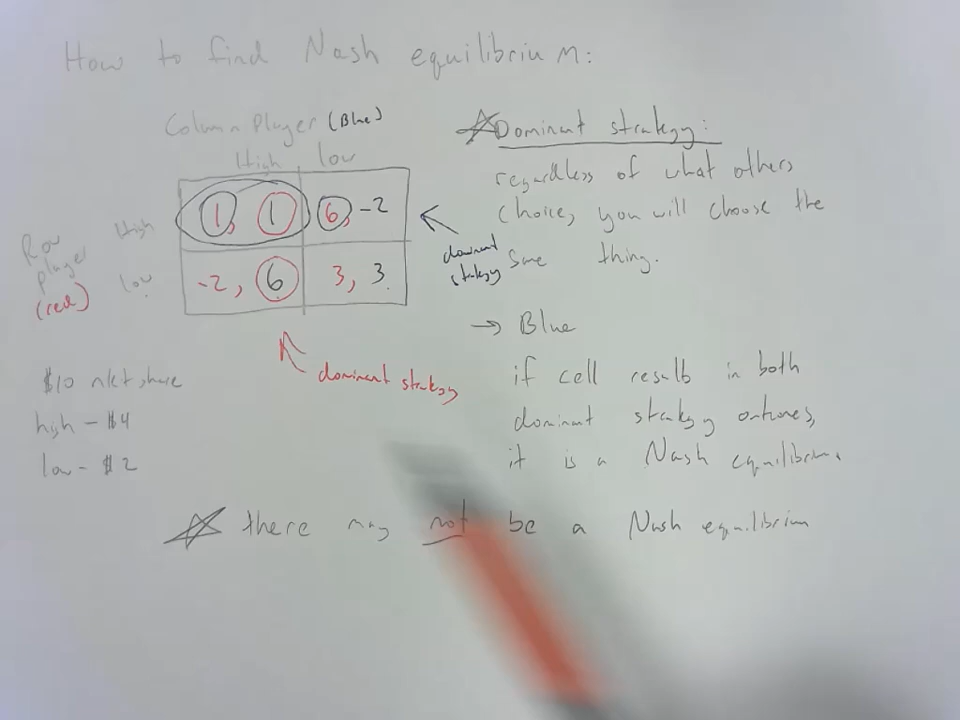 How to find Nash equilibrium:
Column Player (Blue)
High low
Row Player (red)
High 1, 1 6, -2
low -2, 6 3, 3
dominant strategy
dominant strategy
$10 mkt share
high - $4
low - $2
Dominant strategy:
regardless of what others
choice, you will choose the
same thing.
→ Blue
if cell results in both
dominant strategy outcomes,
it is a Nash equilibrium.
there may not be a Nash equilibrium